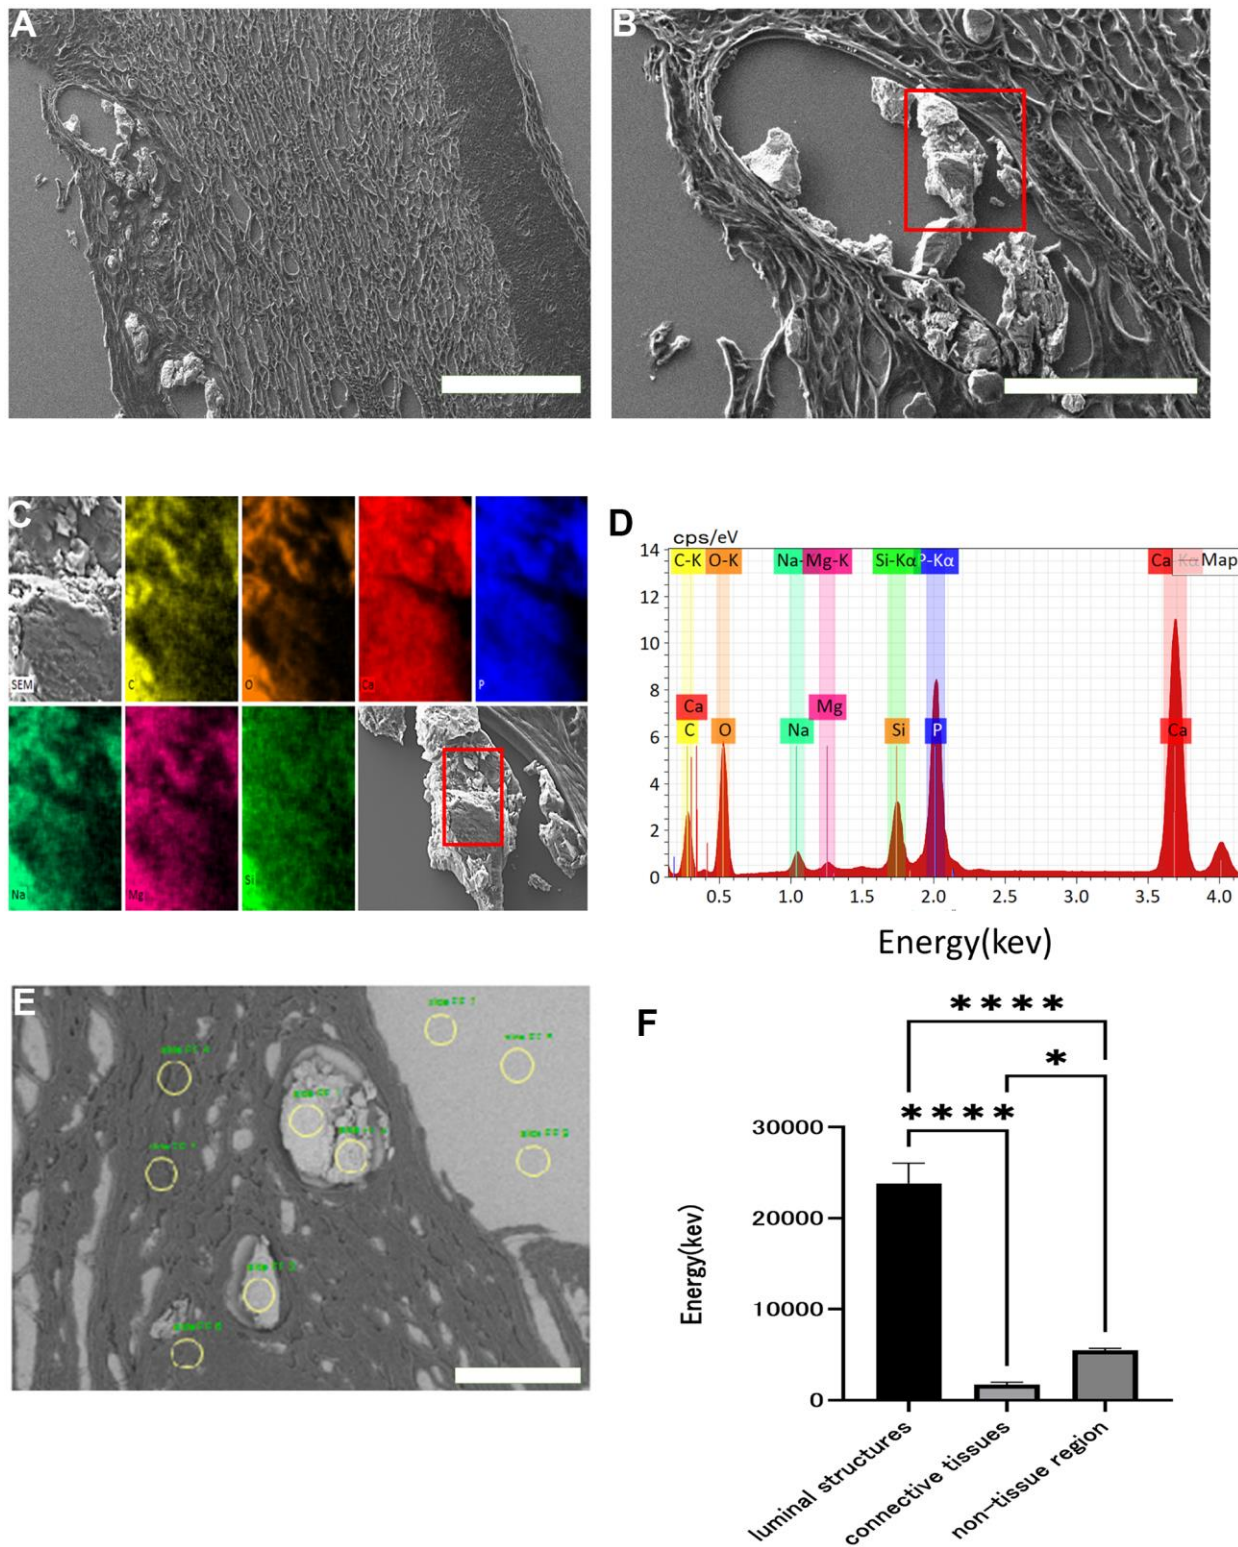 A
B
C
SEM
C
O
Ca
P
Na
Mg
Si
D
cps/eV
14
12
10
8
6
4
2
0
C-K
O-K
Na-
Mg-K
Si-Kα
P-Kα
Ca
Kα
Map
Ca
C
O
Na
Mg
Si
P
Ca
0.5
1.0
1.5
2.0
2.5
3.0
3.5
4.0
Energy(kev)
E
F
****
*
****
30000
20000
10000
0
Energy(kev)
luminal structures
connective tissues
non-tissue region